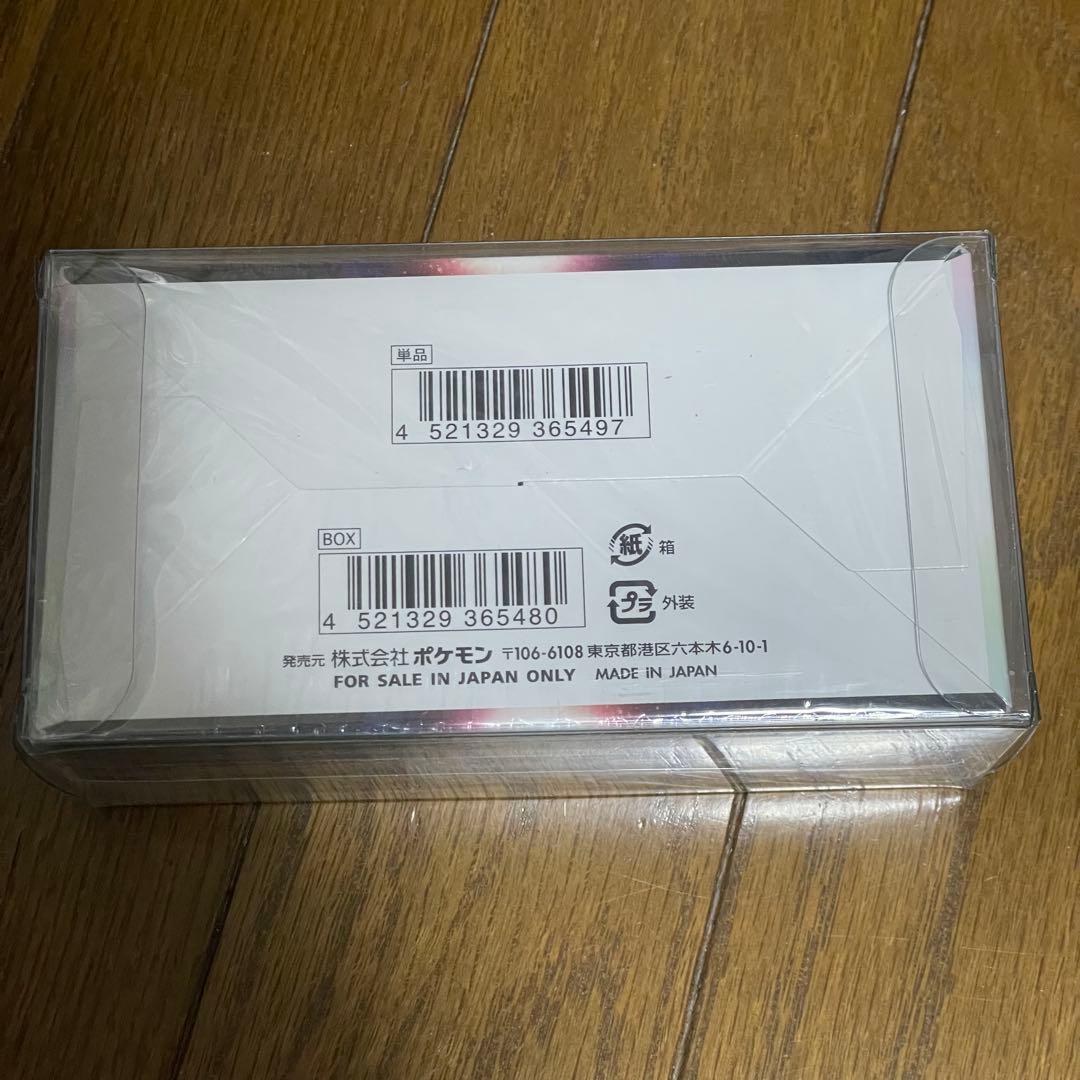 単品
4 521329 365497
BOX
4 521329 365480
紙 箱
プラ 外装
発売元 株式会社 ポケモン 〒106-6108 東京都港区六本木6-10-1
FOR SALE IN JAPAN ONLY MADE iN JAPAN